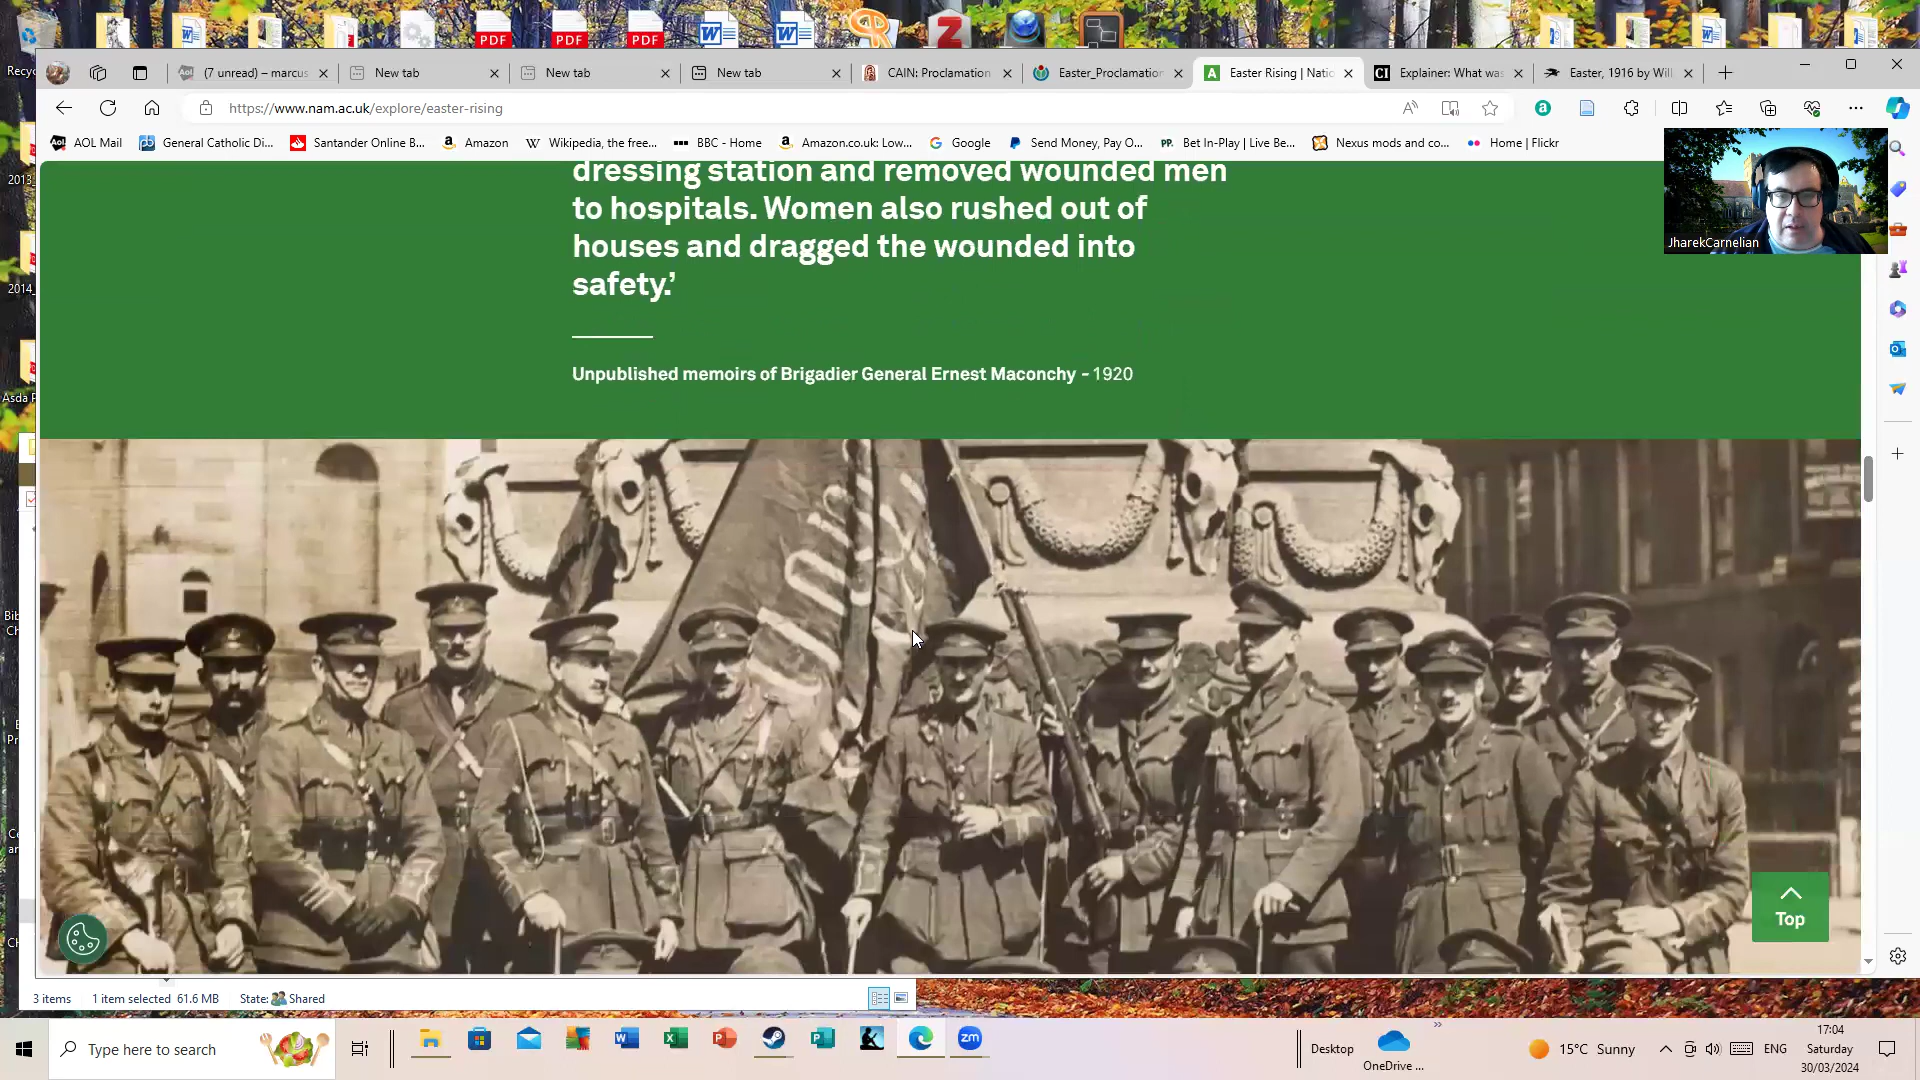 Recyc
PDF
PDF
PDF
(7 unread) – marcus
New tab
New tab
New tab
CAIN: Proclamation
Easter_Proclamation
Easter Rising | Natio
Explainer: What was
Easter, 1916 by Will
https://www.nam.ac.uk/explore/easter-rising
AOL Mail
General Catholic Di...
Santander Online B...
Amazon
Wikipedia, the free...
BBC - Home
Amazon.co.uk: Low...
Google
Send Money, Pay O...
Bet In-Play | Live Be...
Nexus mods and co...
Home | Flickr
dressing station and removed wounded men
to hospitals. Women also rushed out of
houses and dragged the wounded into
safety.’
Unpublished memoirs of Brigadier General Ernest Maconchy - 1920
JharekCarnelian
2013_
2014_
Asda P
Top
3 items
1 item selected 61.6 MB
State: Shared
Type here to search
Desktop
OneDrive ...
15°C Sunny
ENG
17:04
Saturday
30/03/2024